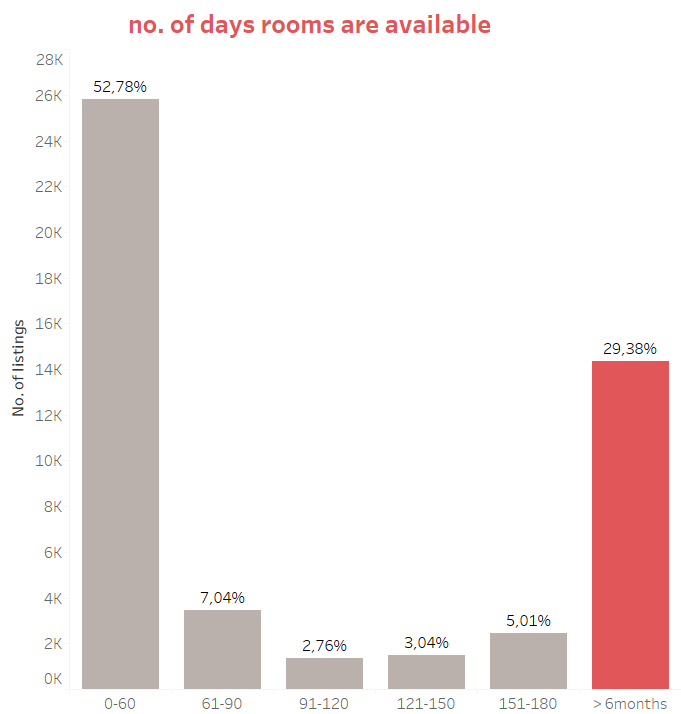 no. of days rooms are available
28K
26K
24K
22K
20K
18K
16K
14K
12K
10K
8K
6K
4K
2K
0K
No. of listings
52,78%
7,04%
2,76%
3,04%
5,01%
29,38%
0-60
61-90
91-120
121-150
151-180
> 6months